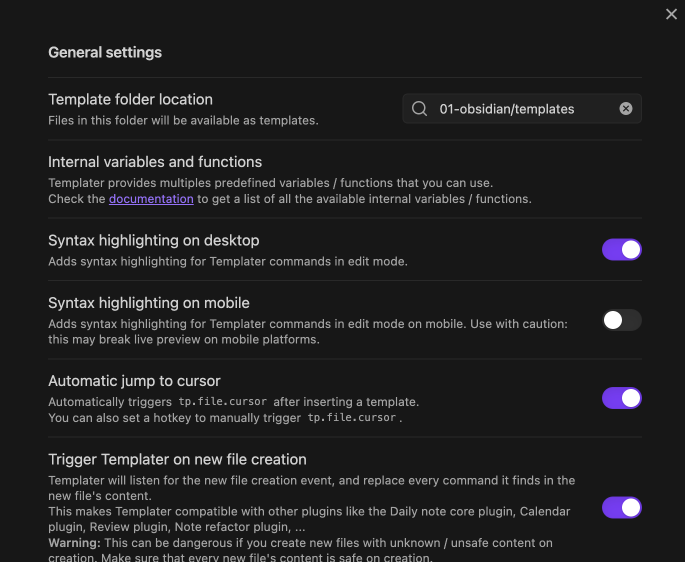 General settings
Template folder location
Files in this folder will be available as templates.
01-obsidian/templates
Internal variables and functions
Templater provides multiples predefined variables / functions that you can use.
Check the documentation to get a list of all the available internal variables / functions.
Syntax highlighting on desktop
Adds syntax highlighting for Templater commands in edit mode.
Syntax highlighting on mobile
Adds syntax highlighting for Templater commands in edit mode on mobile. Use with caution:
this may break live preview on mobile platforms.
Automatic jump to cursor
Automatically triggers tp.file.cursor after inserting a template.
You can also set a hotkey to manually trigger tp.file.cursor.
Trigger Templater on new file creation
Templater will listen for the new file creation event, and replace every command it finds in the
new file's content.
This makes Templater compatible with other plugins like the Daily note core plugin, Calendar
plugin, Review plugin, Note refactor plugin, ...
Warning: This can be dangerous if you create new files with unknown / unsafe content on
creation. Make sure that every new file's content is safe on creation.